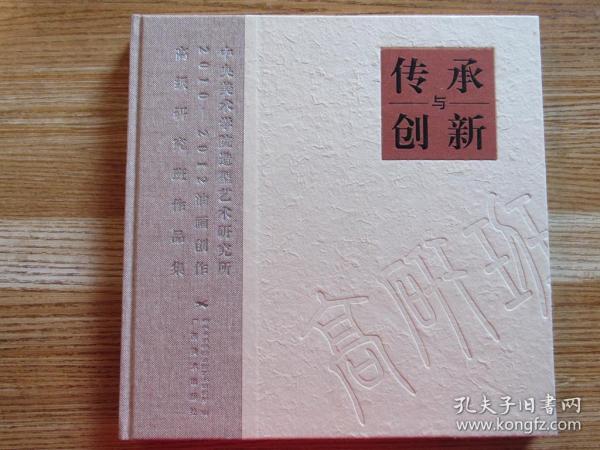 传承
与
创新
中央美术学院造型艺术研究所
2010—2012油画创作
高级研究班作品集
高研班
孔夫子旧书网
www.kongfz.com